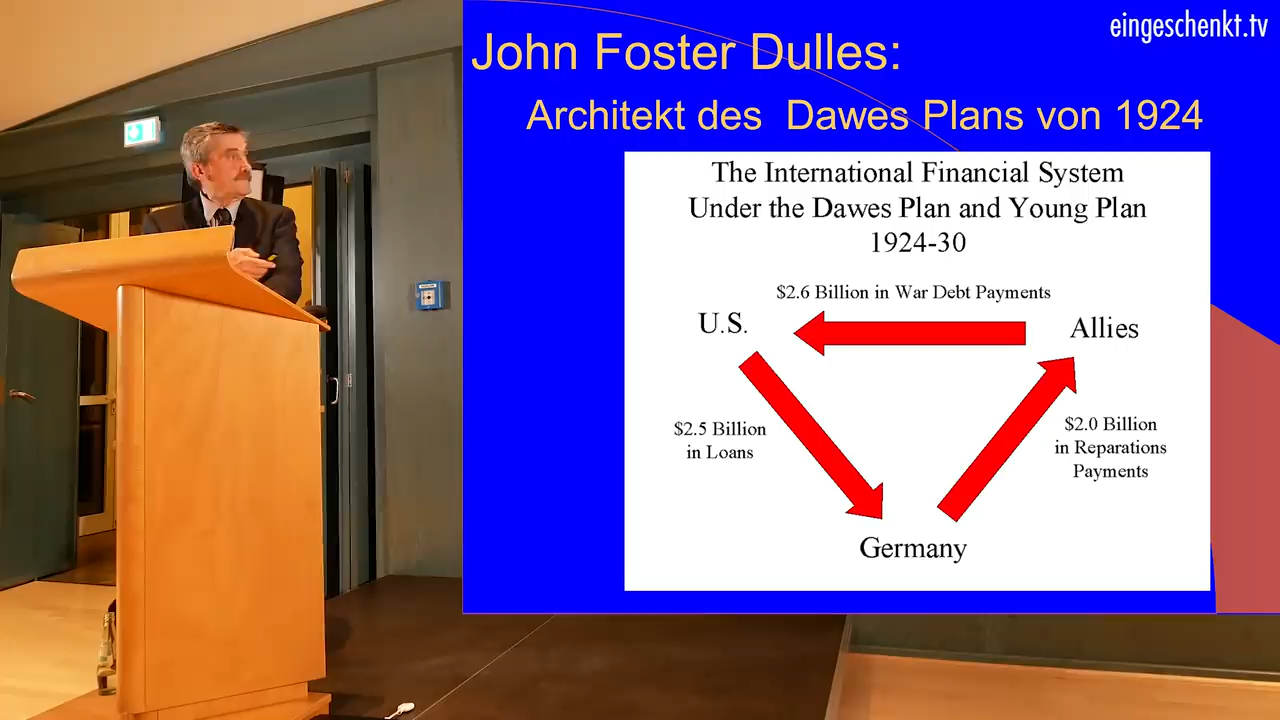 eingeschenkt.tv
John Foster Dulles:
Architekt des Dawes Plans von 1924
The International Financial System
Under the Dawes Plan and Young Plan
1924-30
$2.6 Billion in War Debt Payments
U.S.
Allies
$2.5 Billion
in Loans
$2.0 Billion
in Reparations
Payments
Germany